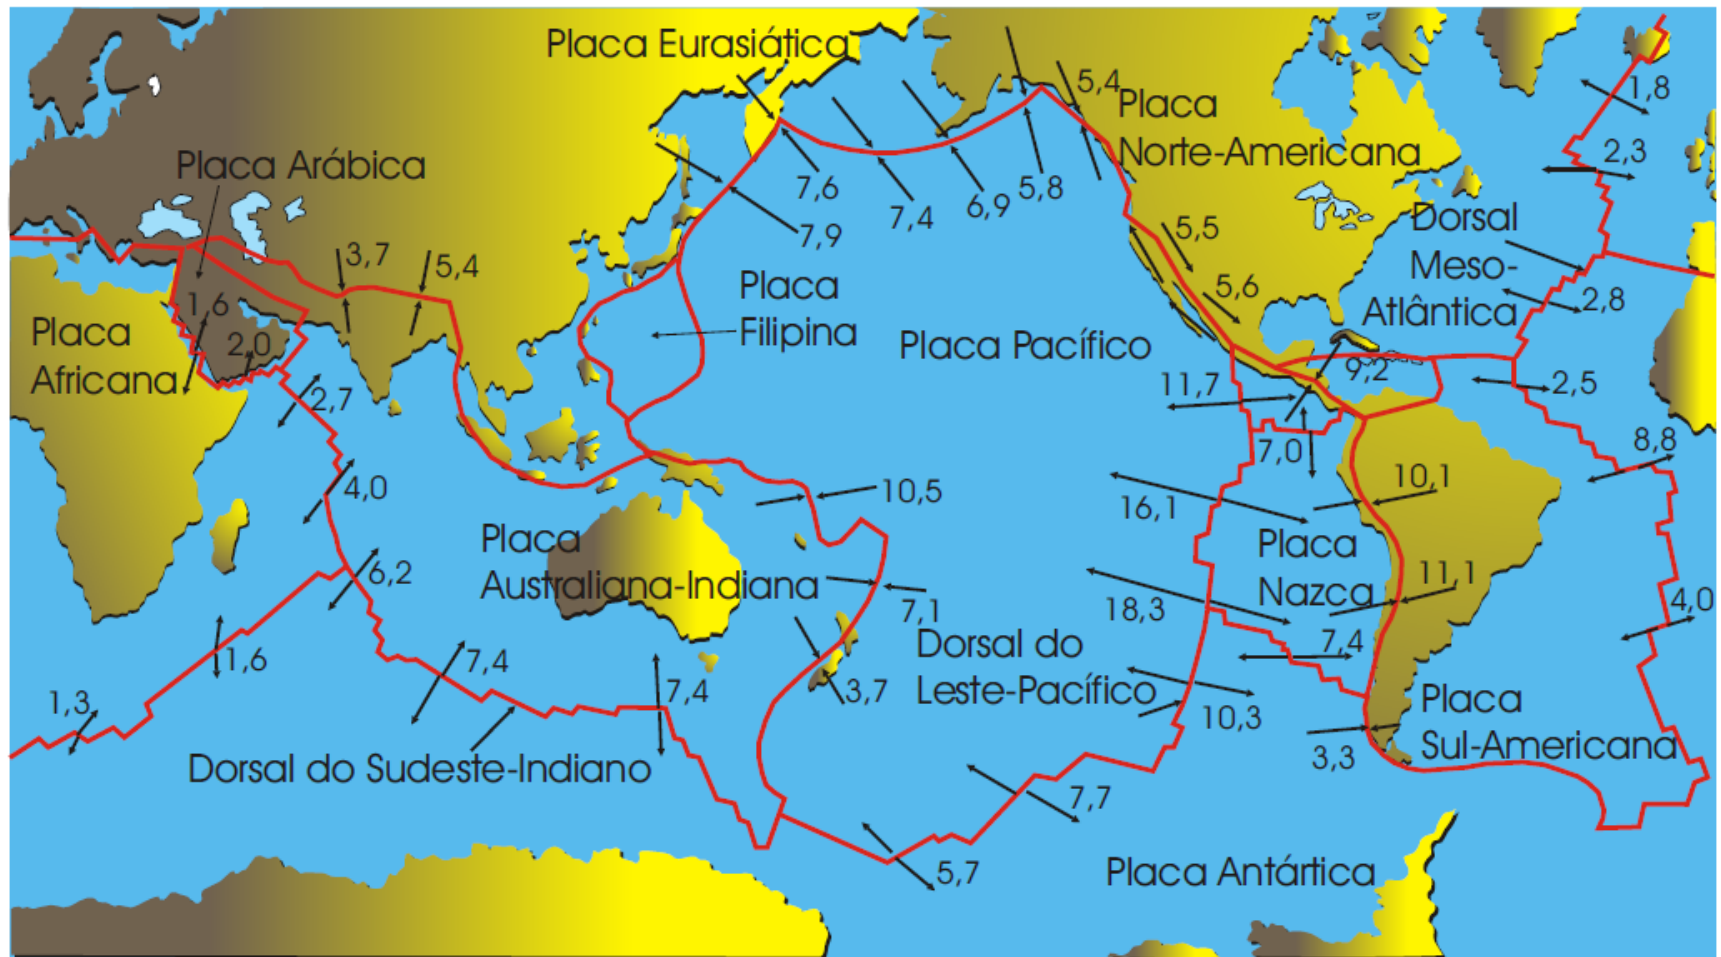 Placa Eurasiática
5,4
Placa
Norte-Americana
1,8
2,3
Placa Arábica
7,6
7,4
6,9
5,8
7,9
Dorsal
Meso-
Atlântica
5,5
5,6
2,8
3,7
5,4
Placa
Filipina
Placa Pacífico
1,6
2,0
Placa
Africana
2,7
11,7
9,2
2,5
7,0
8,8
4,0
10,5
16,1
10,1
Placa
Australiana-Indiana
Placa
Nazca
6,2
7,1
18,3
11,1
4,0
7,4
1,6
7,4
7,4
3,7
Dorsal do
Leste-Pacífico
10,3
1,3
Placa
Sul-Americana
3,3
Dorsal do Sudeste-Indiano
7,7
5,7
Placa Antártica